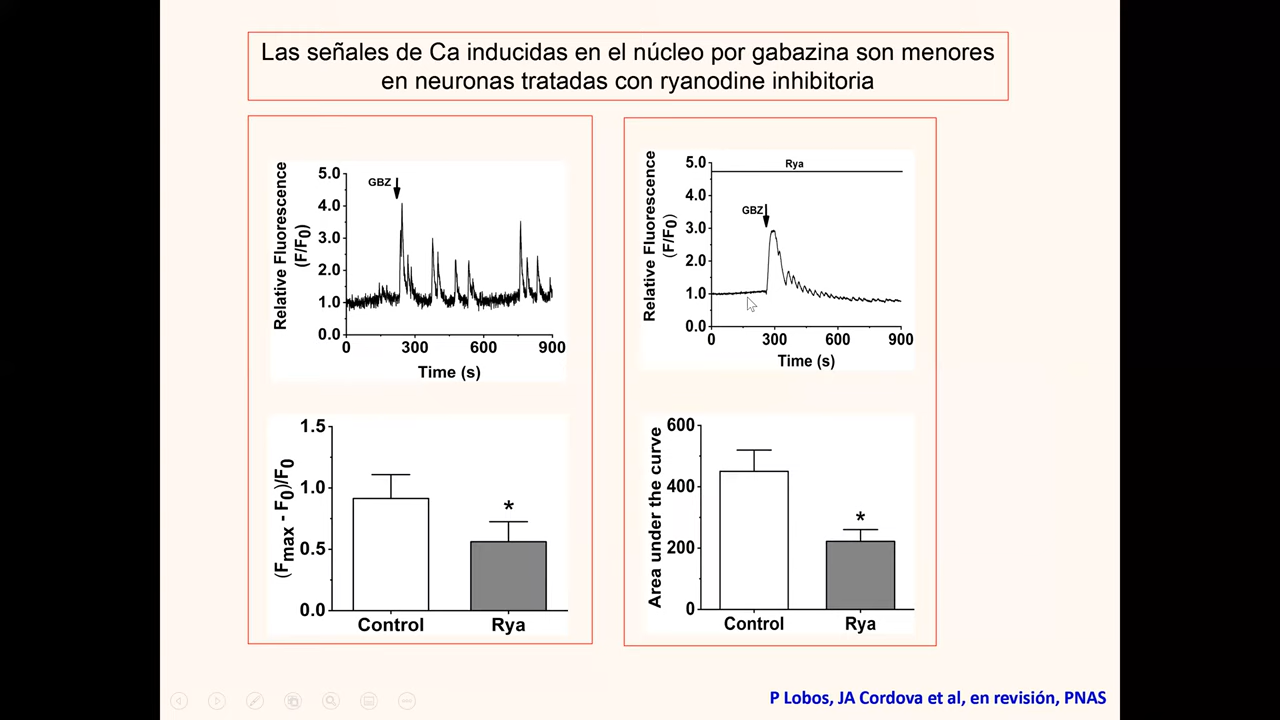 Las señales de Ca inducidas en el núcleo por gabazina son menores
en neuronas tratadas con ryanodine inhibitoria
Relative Fluorescence
(F/F0)
5.0
4.0
3.0
2.0
1.0
0.0
GBZ
0
300
600
900
Time (s)
Relative Fluorescence
(F/F0)
5.0
4.0
3.0
2.0
1.0
0.0
Rya
GBZ
0
300
600
900
Time (s)
(Fmax - F0)/F0
1.5
1.0
0.5
0.0
*
Control
Rya
Area under the curve
600
400
200
0
*
Control
Rya
P Lobos, JA Cordova et al, en revisión, PNAS